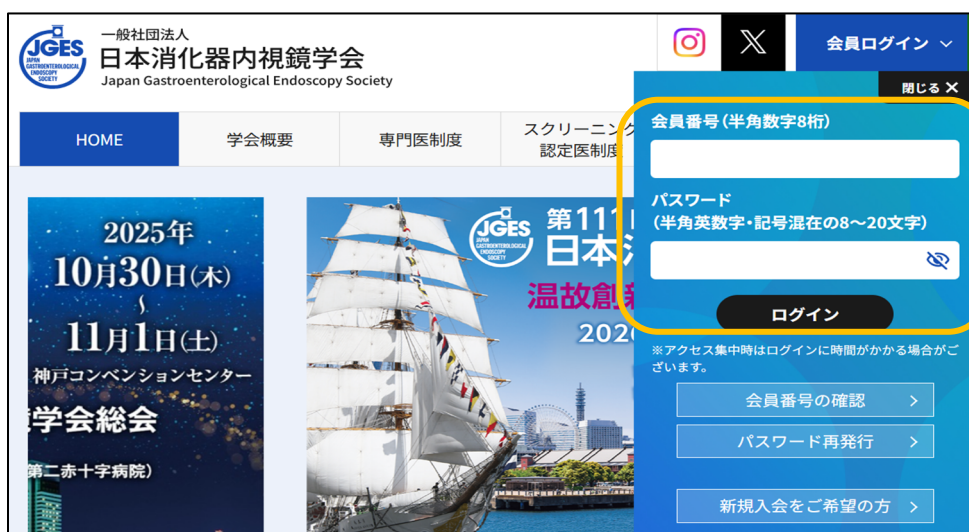 JGES
JAPAN
GASTROENTEROLOGICAL
ENDOSCOPY
SOCIETY
一般社団法人
日本消化器内視鏡学会
Japan Gastroenterological Endoscopy Society
会員ログイン
閉じる ×
HOME
学会概要
専門医制度
スクリーニング
認定医制度
会員番号(半角数字8桁)
パスワード
(半角英数字・記号混在の8〜20文字)
ログイン
※アクセス集中時はログインに時間がかかる場合がご
ざいます。
会員番号の確認
パスワード再発行
新規入会をご希望の方
2025年
10月30日(木)
〜
11月1日(土)
神戸コンベンションセンター
学会総会
第二赤十字病院)
JGES
第111
日本
温故創
202